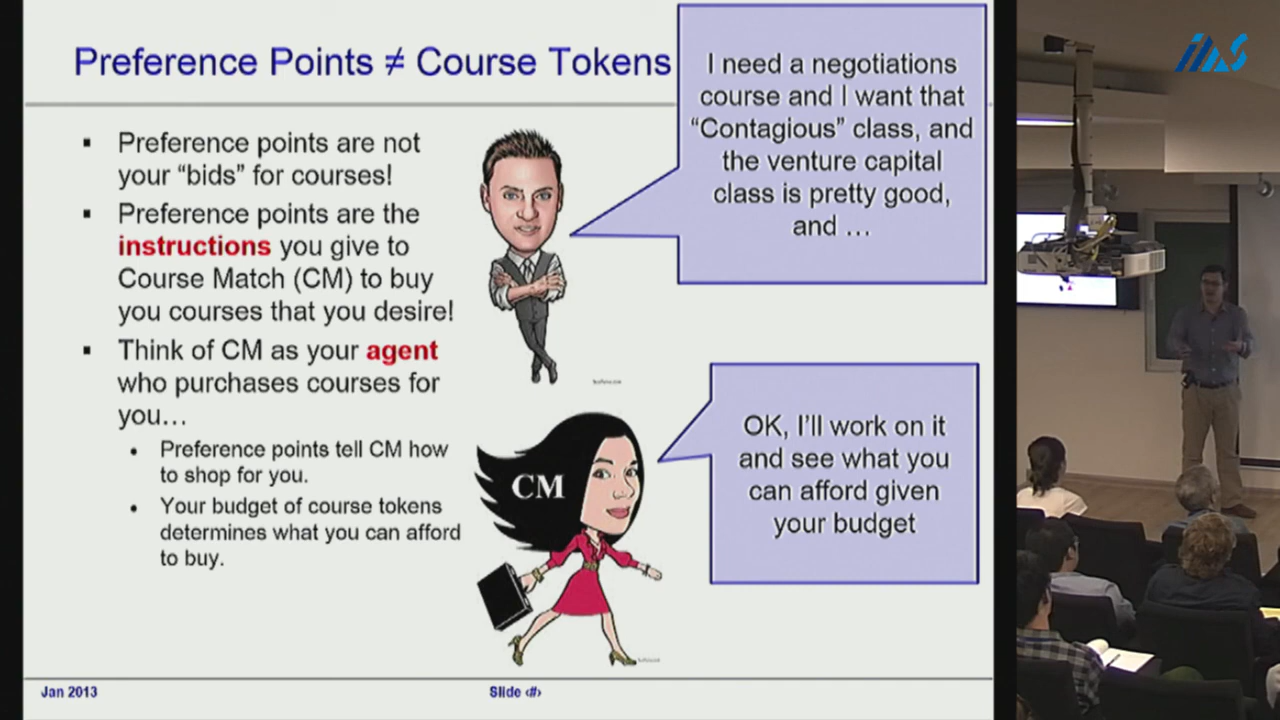 Preference Points ≠ Course Tokens
▪ Preference points are not
your “bids” for courses!
▪ Preference points are the
instructions you give to
Course Match (CM) to buy
you courses that you desire!
▪ Think of CM as your agent
who purchases courses for
you…
• Preference points tell CM how
to shop for you.
• Your budget of course tokens
determines what you can afford
to buy.
I need a negotiations
course and I want that
“Contagious” class, and
the venture capital
class is pretty good,
and …
CM
OK, I’ll work on it
and see what you
can afford given
your budget
Jan 2013
Slide ‹#›
IAS